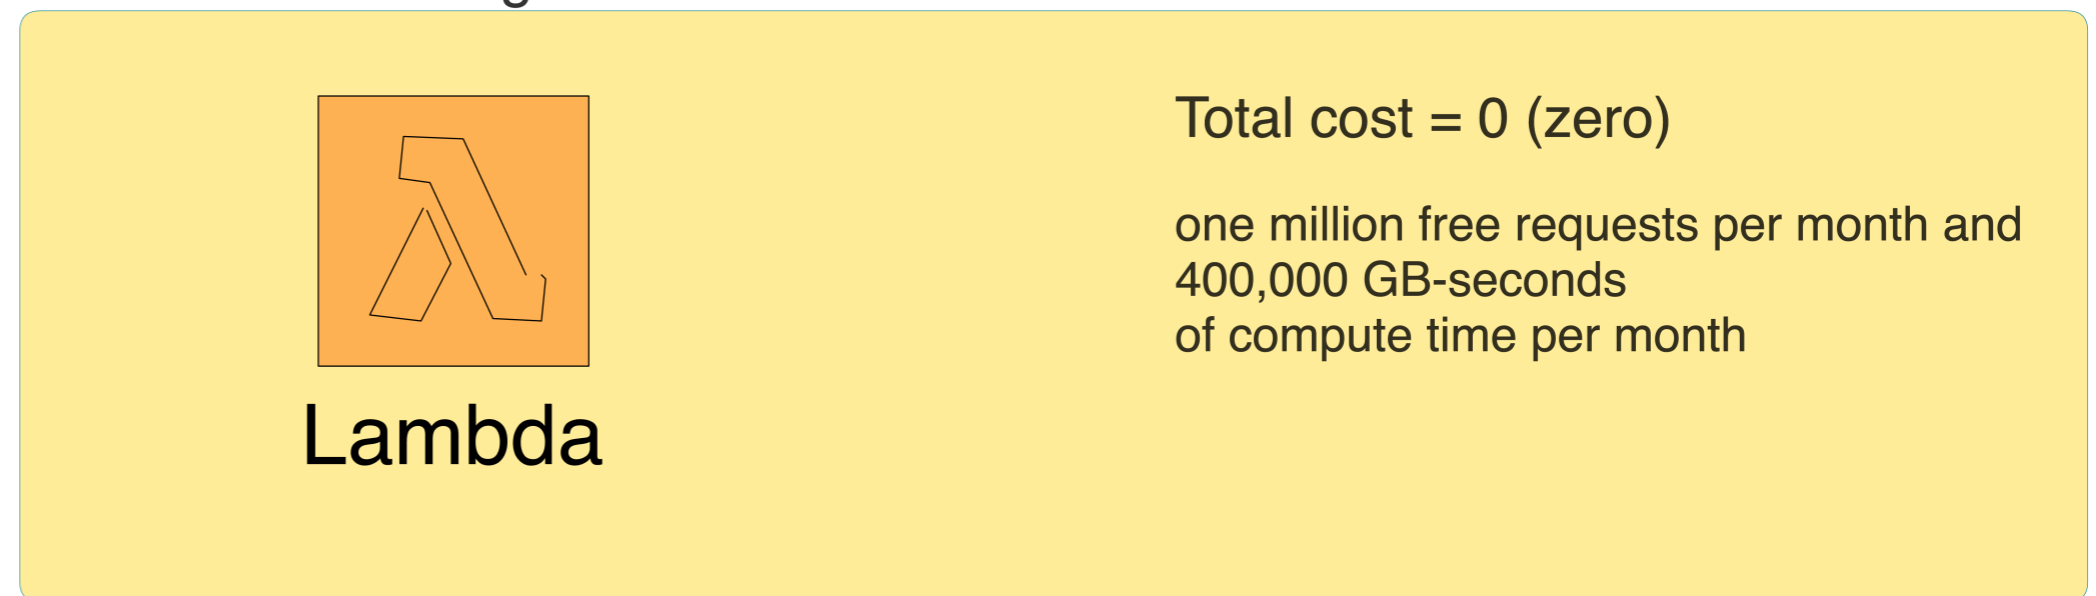 Total cost = 0 (zero)
one million free requests per month and
400,000 GB-seconds
of compute time per month
Lambda